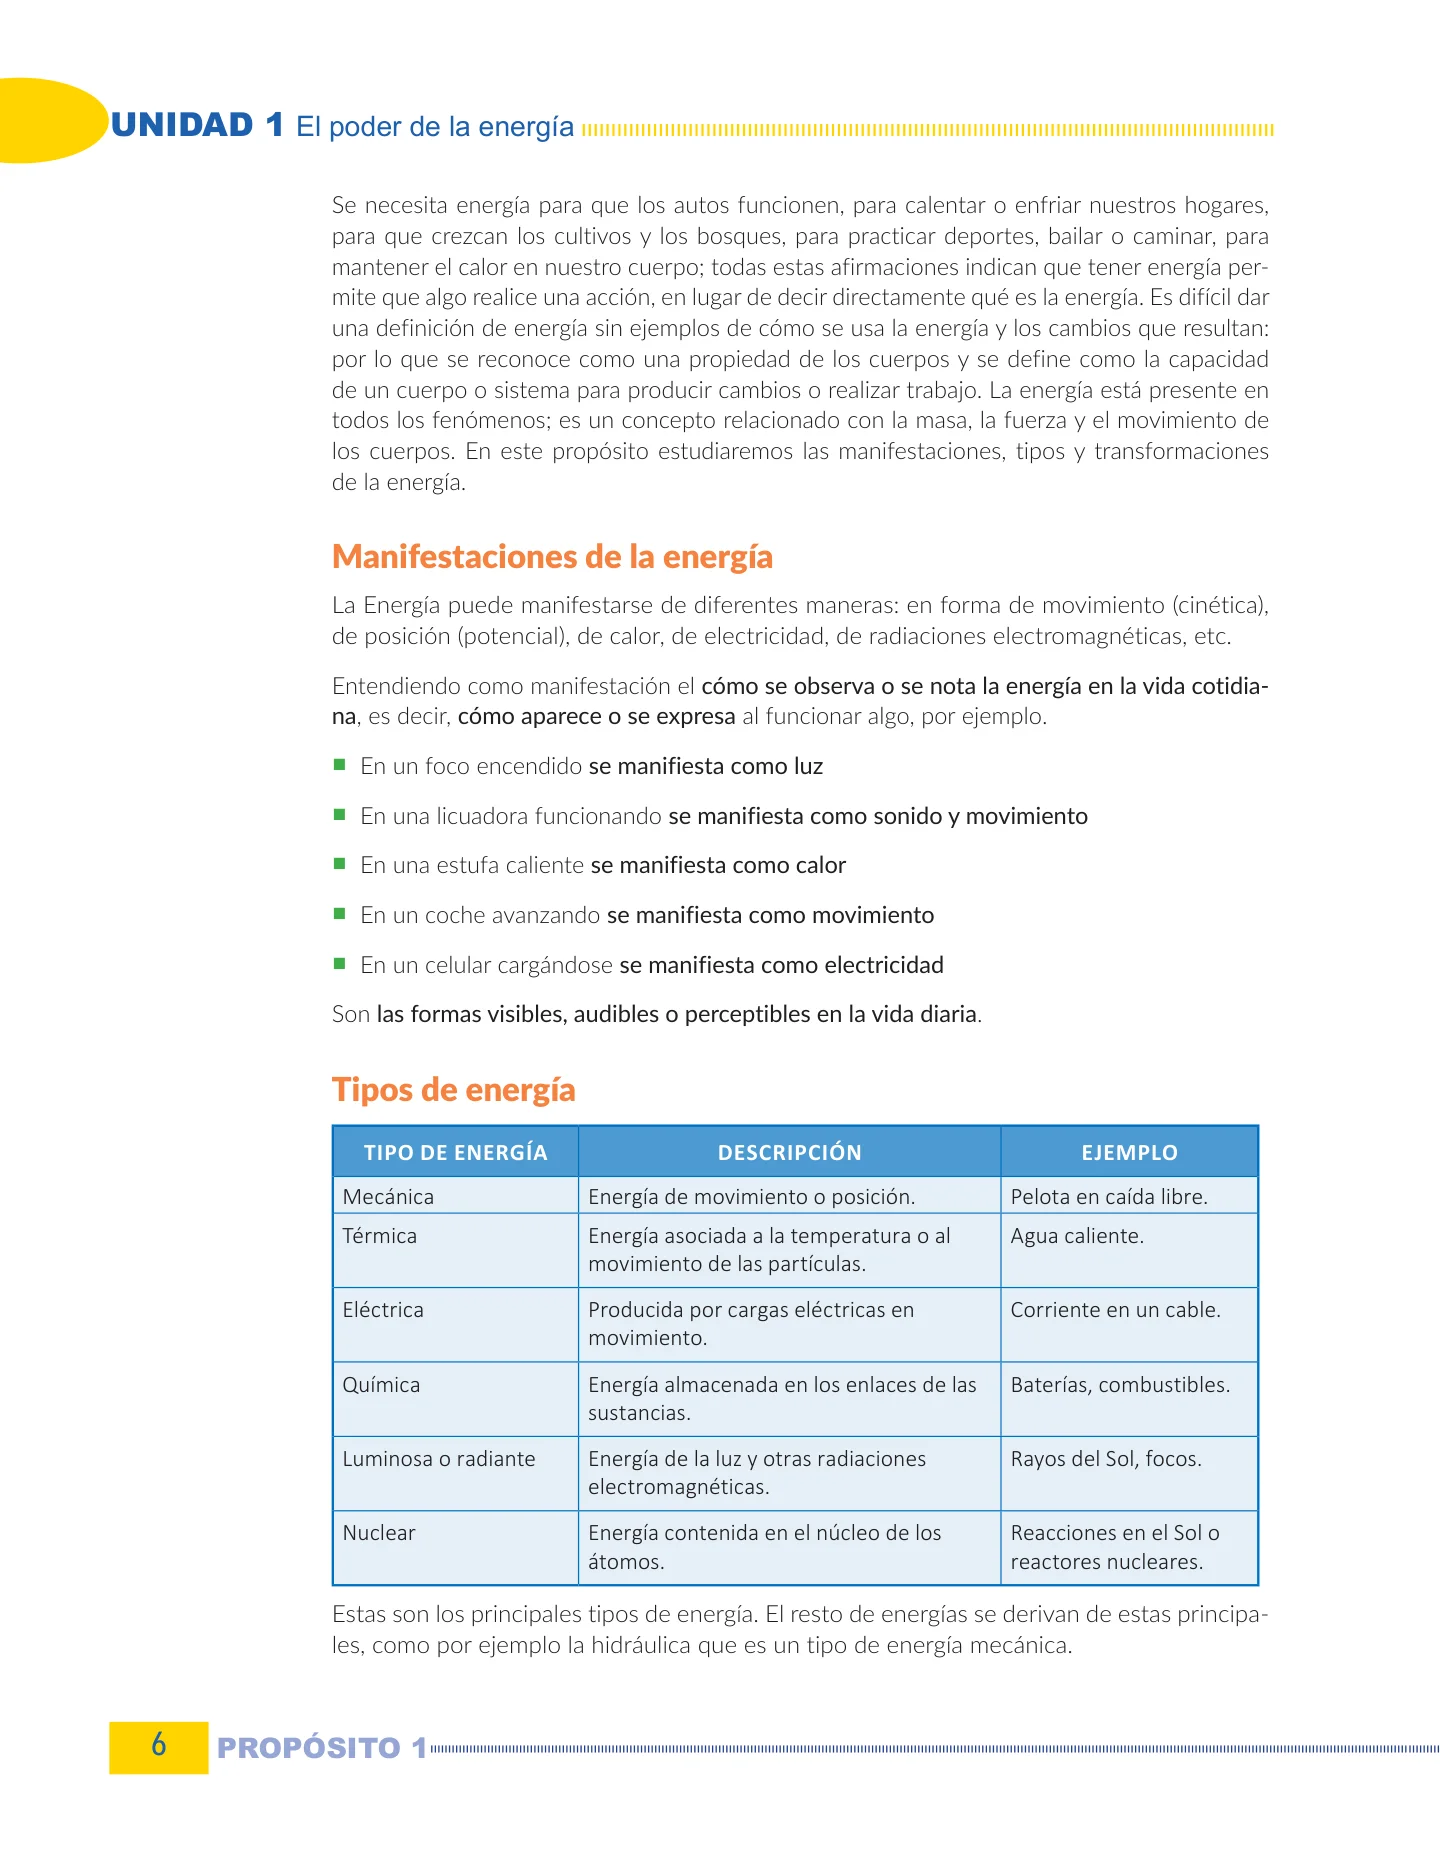 UNIDAD 1 El poder de la energía
Se necesita energía para que los autos funcionen, para calentar o enfriar nuestros hogares,
para que crezcan los cultivos y los bosques, para practicar deportes, bailar o caminar, para
mantener el calor en nuestro cuerpo; todas estas afirmaciones indican que tener energía per-
mite que algo realice una acción, en lugar de decir directamente qué es la energía. Es difícil dar
una definición de energía sin ejemplos de cómo se usa la energía y los cambios que resultan:
por lo que se reconoce como una propiedad de los cuerpos y se define como la capacidad
de un cuerpo o sistema para producir cambios o realizar trabajo. La energía está presente en
todos los fenómenos; es un concepto relacionado con la masa, la fuerza y el movimiento de
los cuerpos. En este propósito estudiaremos las manifestaciones, tipos y transformaciones
de la energía.
Manifestaciones de la energía
La Energía puede manifestarse de diferentes maneras: en forma de movimiento (cinética),
de posición (potencial), de calor, de electricidad, de radiaciones electromagnéticas, etc.
Entendiendo como manifestación el cómo se observa o se nota la energía en la vida cotidia-
na, es decir, cómo aparece o se expresa al funcionar algo, por ejemplo.
■ En un foco encendido se manifiesta como luz
■ En una licuadora funcionando se manifiesta como sonido y movimiento
■ En una estufa caliente se manifiesta como calor
■ En un coche avanzando se manifiesta como movimiento
■ En un celular cargándose se manifiesta como electricidad
Son las formas visibles, audibles o perceptibles en la vida diaria.
Tipos de energía
TIPO DE ENERGÍA DESCRIPCIÓN EJEMPLO
Mecánica Energía de movimiento o posición. Pelota en caída libre.
Térmica Energía asociada a la temperatura o al Agua caliente.
movimiento de las partículas.
Eléctrica Producida por cargas eléctricas en Corriente en un cable.
movimiento.
Química Energía almacenada en los enlaces de las Baterías, combustibles.
sustancias.
Luminosa o radiante Energía de la luz y otras radiaciones Rayos del Sol, focos.
electromagnéticas.
Nuclear Energía contenida en el núcleo de los Reacciones en el Sol o
átomos. reactores nucleares.
Estas son los principales tipos de energía. El resto de energías se derivan de estas principa-
les, como por ejemplo la hidráulica que es un tipo de energía mecánica.
6 PROPÓSITO 1